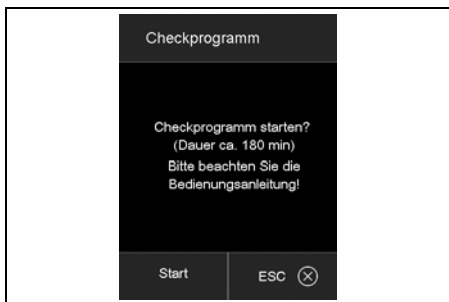 Checkprogramm
Checkprogramm starten?
(Dauer ca. 180 min)
Bitte beachten Sie die
Bedienungsanleitung!
Start
ESC